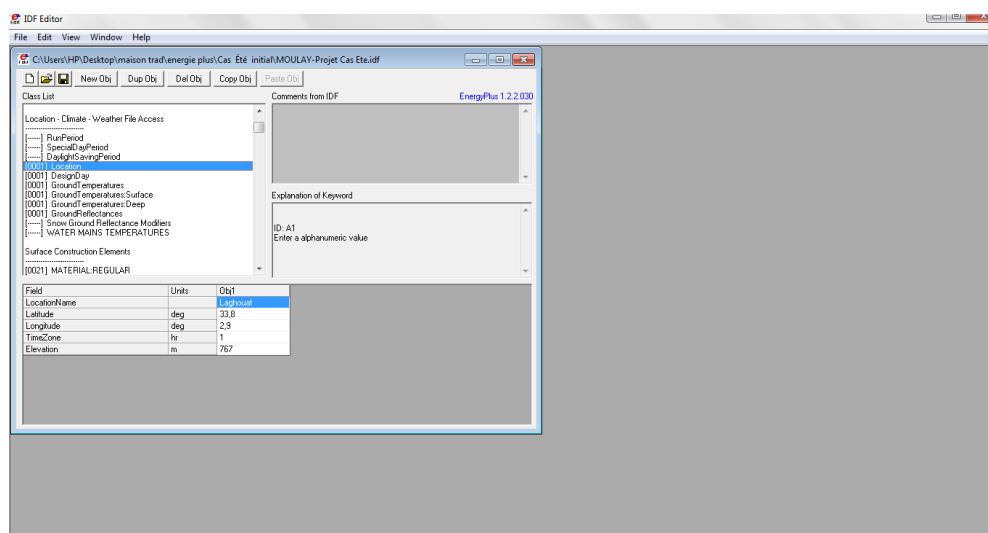 IDF Editor
File Edit View Window Help
C:\Users\HP\Desktop\maison trad\energie plus\Cas Été initial\MOULAY-Projet Cas Ete.idf
New Obj Dup Obj Del Obj Copy Obj Paste Obj
Class List
Comments from IDF
EnergyPlus 1.2.2.030
Location - Climate - Weather File Access
-------------------------
[------] RunPeriod
[------] SpecialDayPeriod
[------] DaylightSavingPeriod
[0001] Location
[0001] DesignDay
[0001] GroundTemperatures
[0001] GroundTemperatures:Surface
[0001] GroundTemperatures:Deep
[0001] GroundReflectances
[------] Snow Ground Reflectance Modifiers
[------] WATER MAINS TEMPERATURES
Surface Construction Elements
-------------------------
[0021] MATERIAL:REGULAR
Explanation of Keyword
ID: A1
Enter a alphanumeric value
Field Units Obj1
LocationName Laghouat
Latitude deg 33,8
Longitude deg 2,9
TimeZone hr 1
Elevation m 767